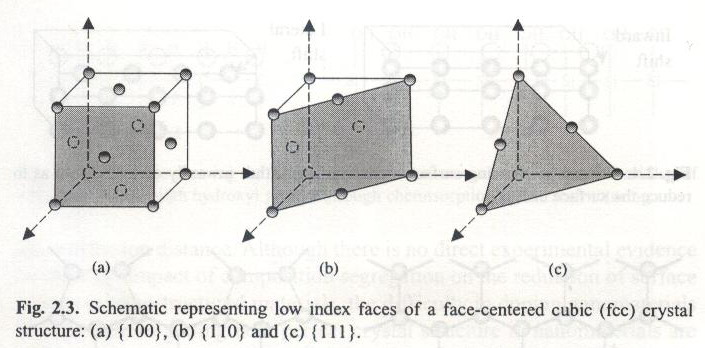 (a)
(b)
(c)
Fig. 2.3. Schematic representing low index faces of a face-centered cubic (fcc) crystal
structure: (a) {100}, (b) {110} and (c) {111}.